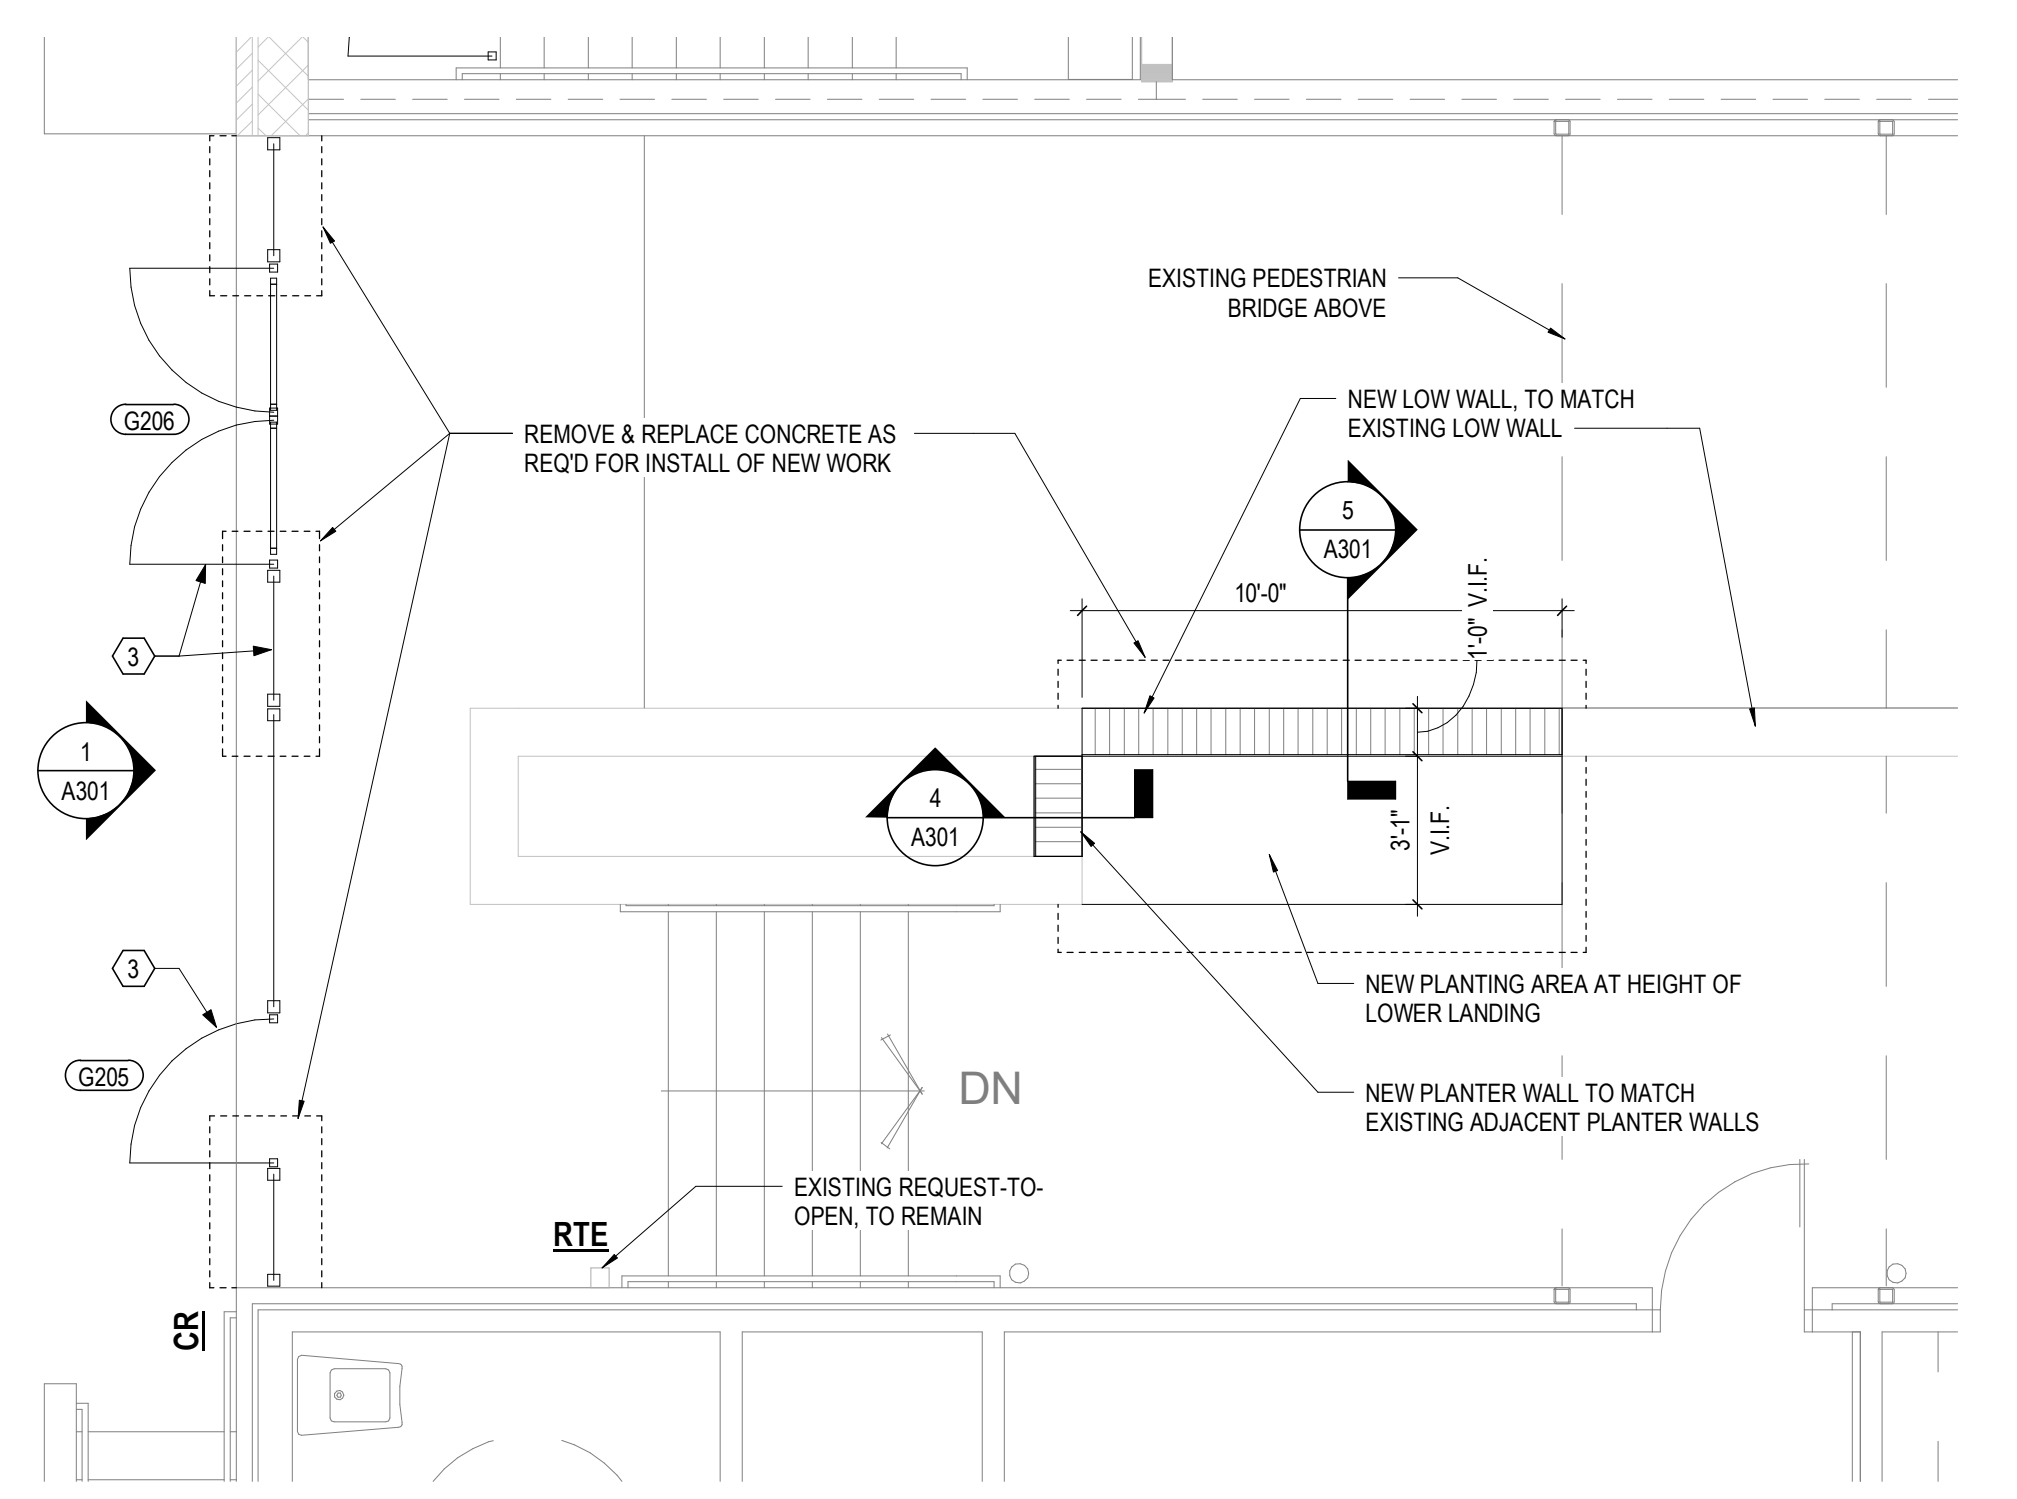 EXISTING PEDESTRIAN
BRIDGE ABOVE
NEW LOW WALL, TO MATCH
EXISTING LOW WALL
G206
REMOVE & REPLACE CONCRETE AS
REQ'D FOR INSTALL OF NEW WORK
5
A301
10'-0"
1'-0" V.I.F.
3
1
A301
4
A301
3'-1"
V.I.F.
3
NEW PLANTING AREA AT HEIGHT OF
LOWER LANDING
G205
DN
NEW PLANTER WALL TO MATCH
EXISTING ADJACENT PLANTER WALLS
EXISTING REQUEST-TO-
OPEN, TO REMAIN
RTE
CR